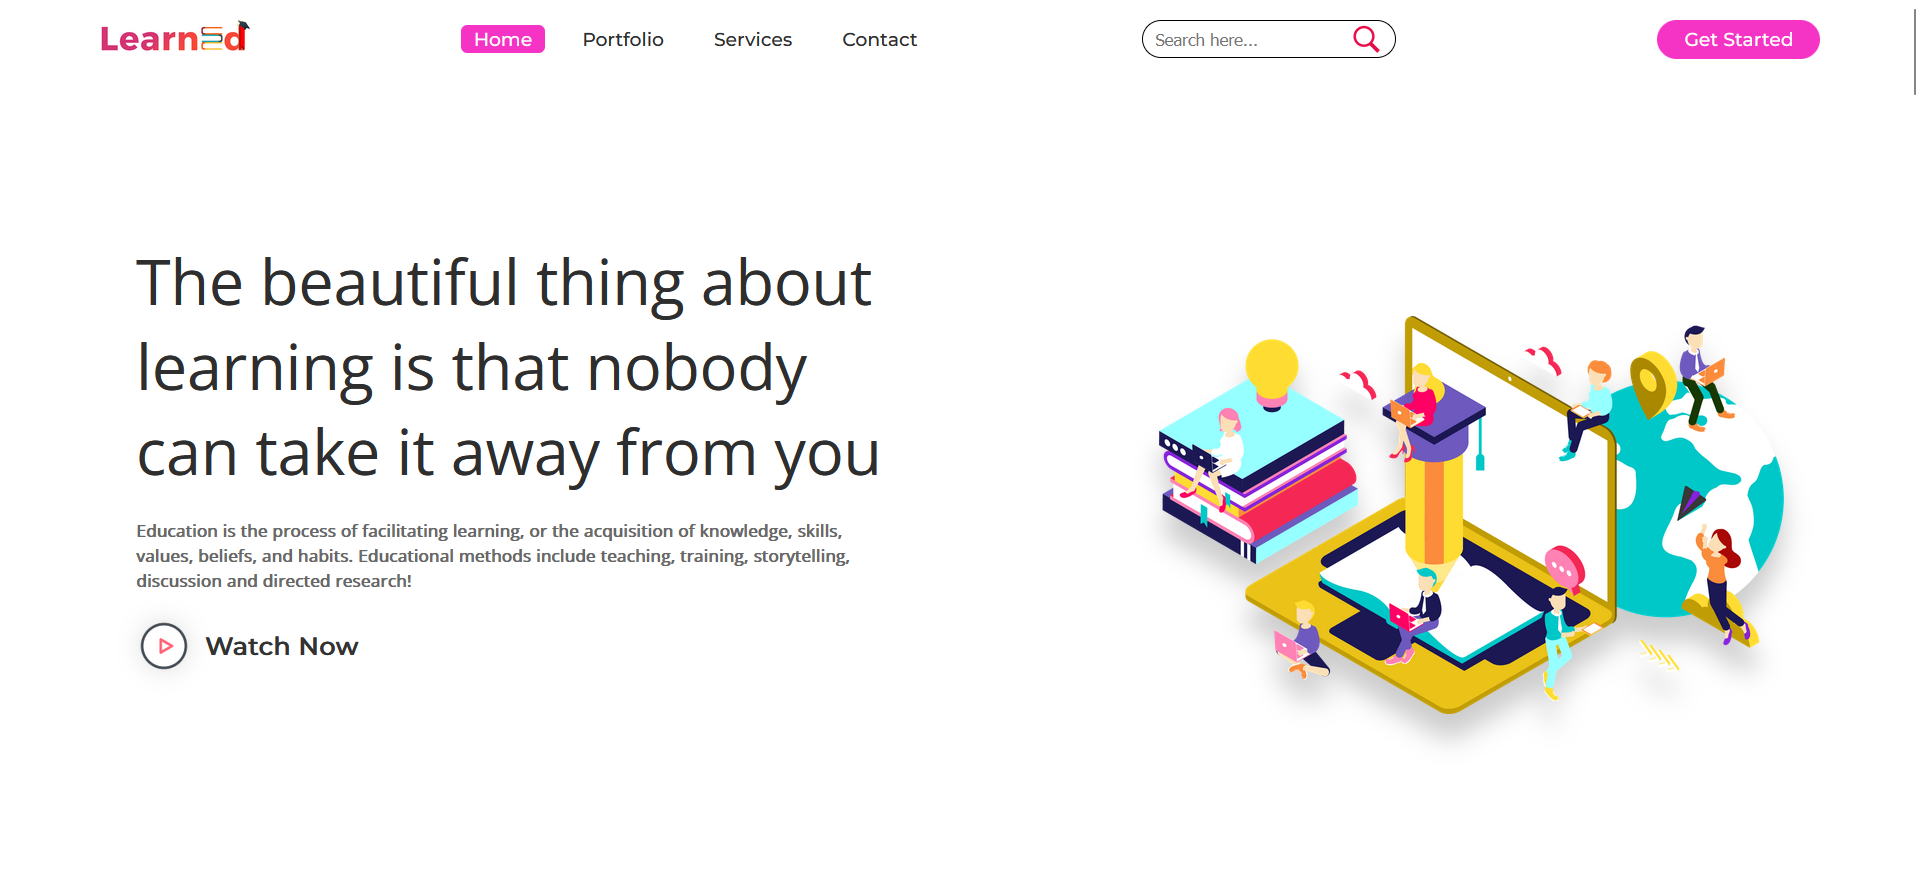 LearnEd
Home
Portfolio
Services
Contact
Search here...
Get Started
The beautiful thing about
learning is that nobody
can take it away from you
Education is the process of facilitating learning, or the acquisition of knowledge, skills,
values, beliefs, and habits. Educational methods include teaching, training, storytelling,
discussion and directed research!
Watch Now